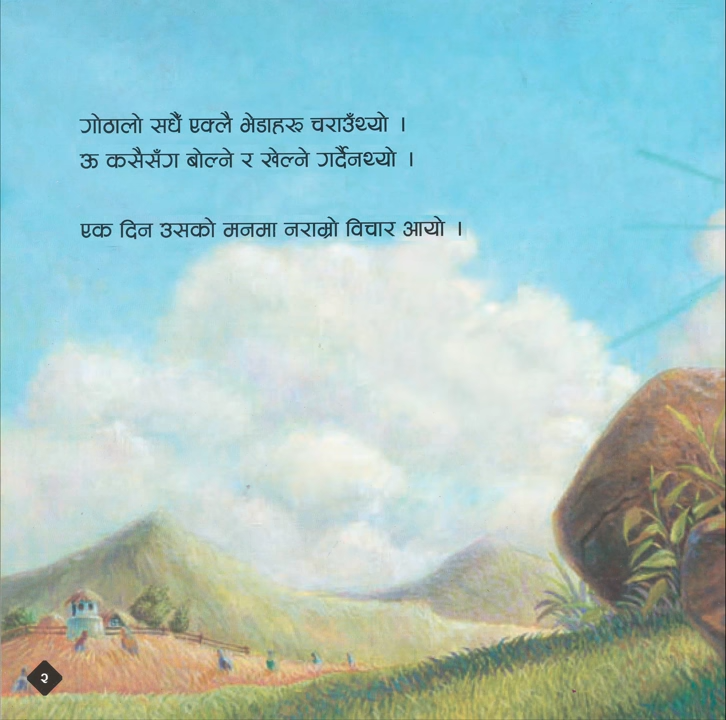 गोठालो सधैँ एक्लै भेडाहरू चराउँथ्यो ।
ऊ कसैसँग बोल्ने र खेल्ने गर्दैनथ्यो ।
एक दिन उसको मनमा नराम्रो विचार आयो ।
२